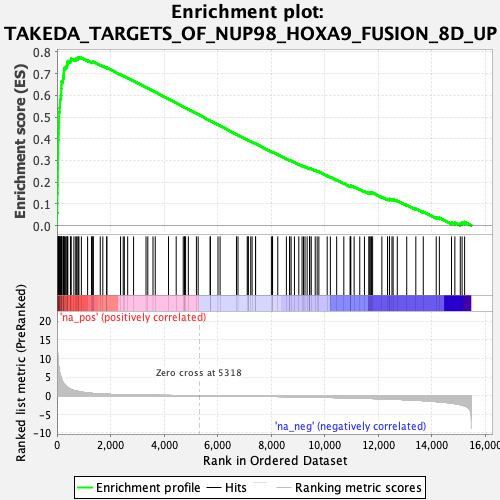 Enrichment plot:
TAKEDA_TARGETS_OF_NUP98_HOXA9_FUSION_8D_UP
Enrichment score (ES)
0.8
0.7
0.6
0.5
0.4
0.3
0.2
0.1
0.0
'na_pos' (positively correlated)
Ranked list metric (PreRanked)
20
15
10
5
0
-5
-10
Zero cross at 5318
'na_neg' (negatively correlated)
0 2,000 4,000 6,000 8,000 10,000 12,000 14,000 16,000
Rank in Ordered Dataset
Enrichment profile Hits Ranking metric scores